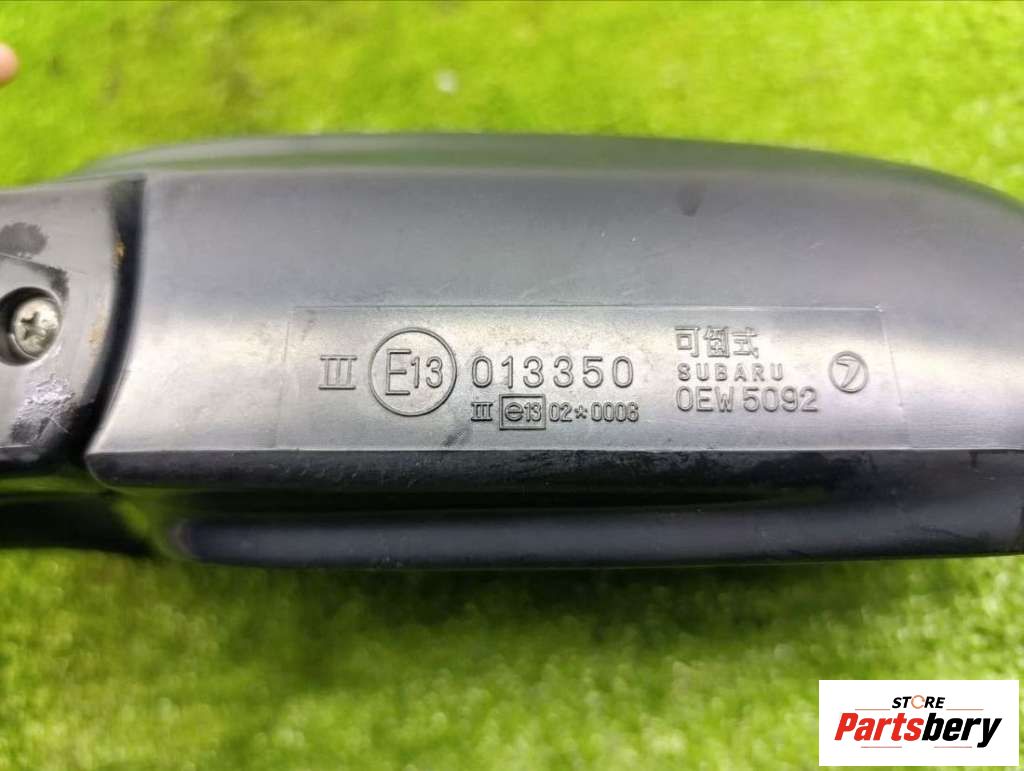 III E13 013350
III e13 02*0006
可倒式
SUBARU
OEW 5092
STORE
Partsbery